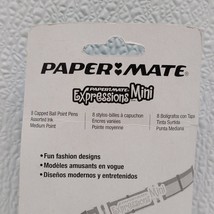 PAPER♥MATE
PAPER♥MATE
Expressions Mini
8 Capped Ball Point Pens
Assorted Ink
Medium Point
8 stylos-billes à capuchon
Encres variées
Pointe moyenne
8 Bolígrafos con Tapa
Tinta Surtida
Punta Mediana
• Fun fashion designs
• Modèles amusants en vogue
• Diseños modernos y entretenidos